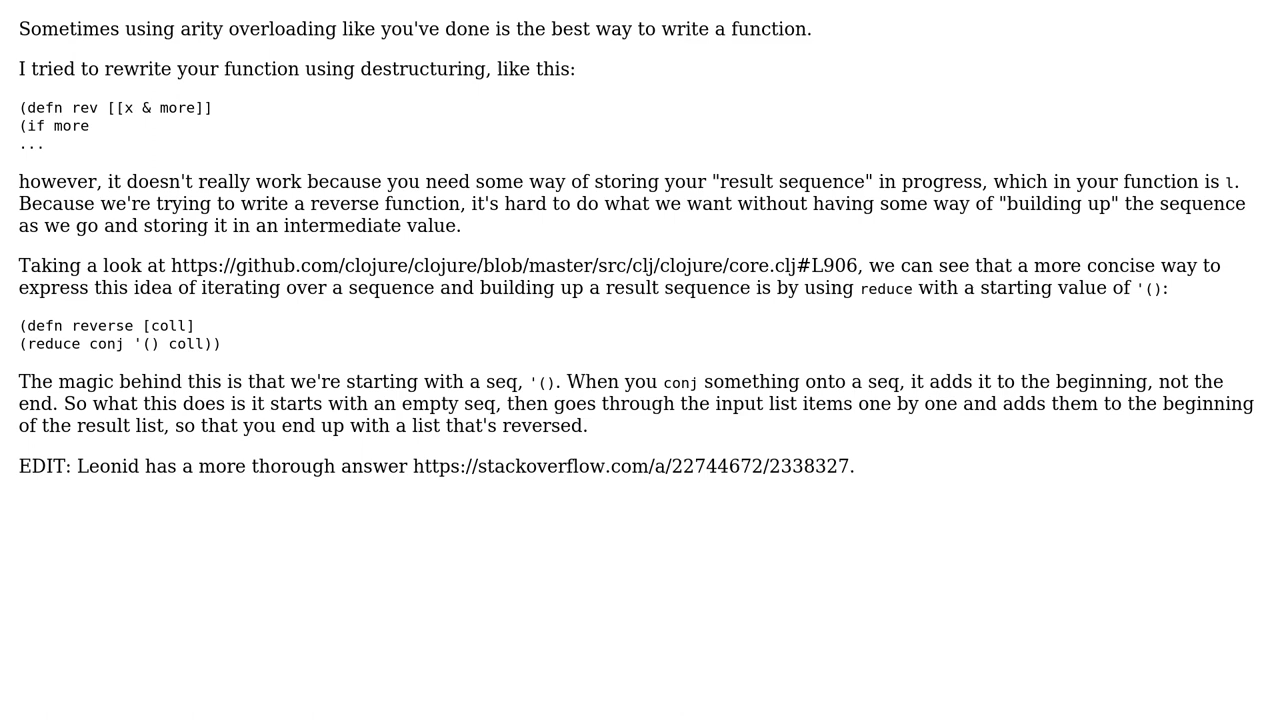 Sometimes using arity overloading like you've done is the best way to write a function.
I tried to rewrite your function using destructuring, like this:
(defn rev [[x & more]]
(if more
...
however, it doesn't really work because you need some way of storing your "result sequence" in progress, which in your function is l.
Because we're trying to write a reverse function, it's hard to do what we want without having some way of "building up" the sequence
as we go and storing it in an intermediate value.
Taking a look at https://github.com/clojure/clojure/blob/master/src/clj/clojure/core.clj#L906, we can see that a more concise way to
express this idea of iterating over a sequence and building up a result sequence is by using reduce with a starting value of '():
(defn reverse [coll]
(reduce conj '() coll))
The magic behind this is that we're starting with a seq, '(). When you conj something onto a seq, it adds it to the beginning, not the
end. So what this does is it starts with an empty seq, then goes through the input list items one by one and adds them to the beginning
of the result list, so that you end up with a list that's reversed.
EDIT: Leonid has a more thorough answer https://stackoverflow.com/a/22744672/2338327.